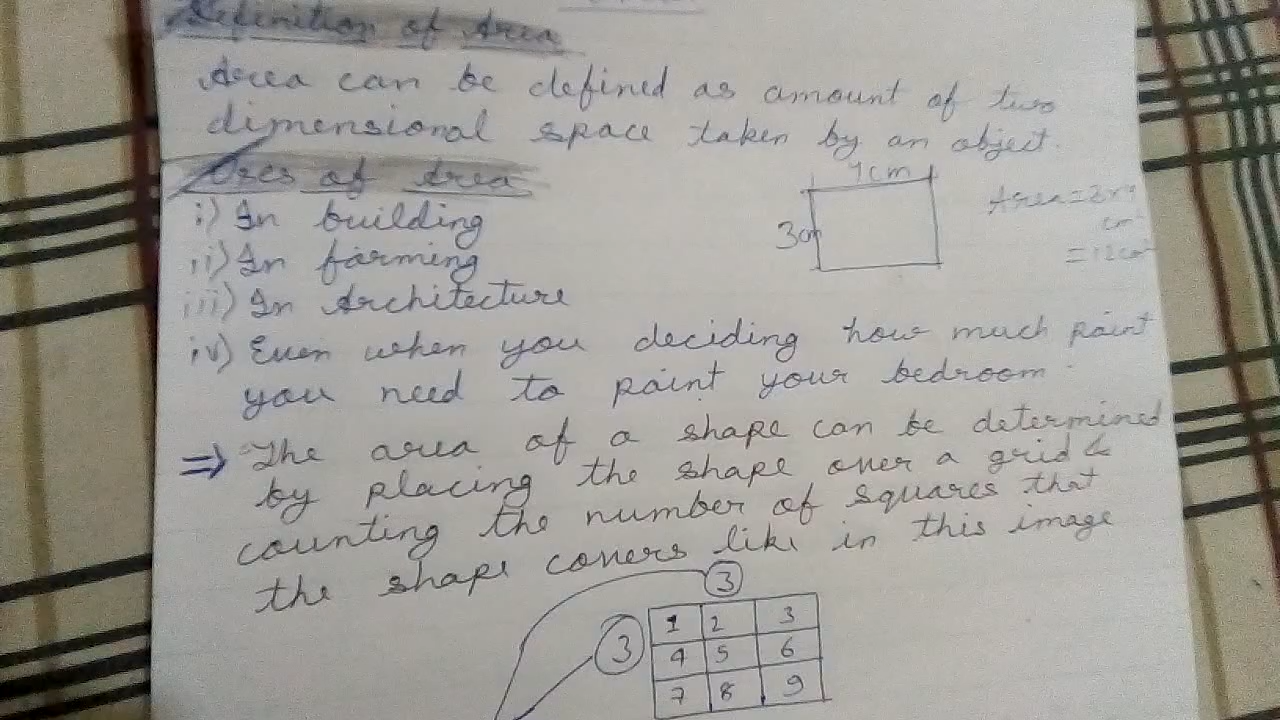 Definition of Area
Area can be defined as amount of two
dimensional space taken by an object.
Uses of Area
i) In building
ii) In farming
iii) In Architecture
iv) Even when you deciding how much paint
you need to paint your bedroom.
4cm
3cm
Area=3x4
cm²
=12cm²
⇒ The area of a shape can be determined
by placing the shape over a grid &
counting the number of squares that
the shape covers like in this image
3
3
1 2 3
4 5 6
7 8 9